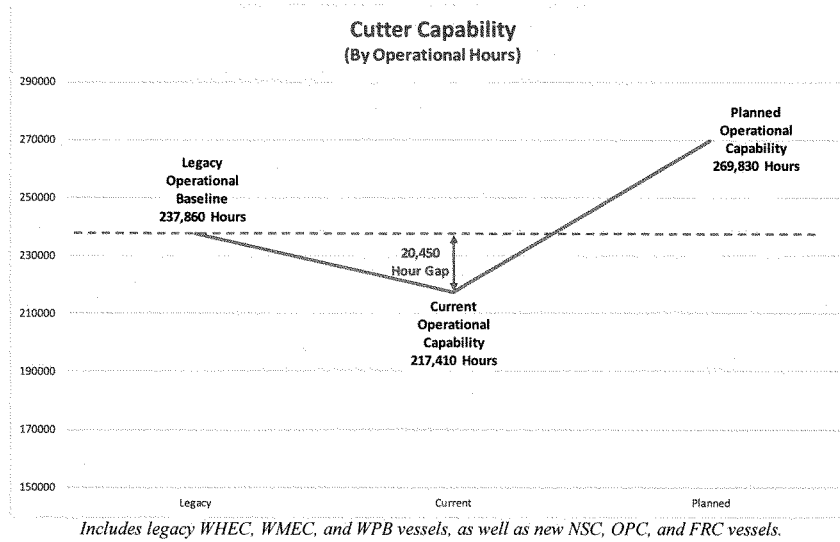 Cutter Capability
(By Operational Hours)
290000
270000
250000
230000
210000
190000
170000
150000
Legacy
Operational
Baseline
237,860 Hours
20,450
Hour Gap
Current
Operational
Capability
217,410 Hours
Planned
Operational
Capability
269,830 Hours
Legacy
Current
Planned
Includes legacy WHEC, WMEC, and WPB vessels, as well as new NSC, OPC, and FRC vessels.